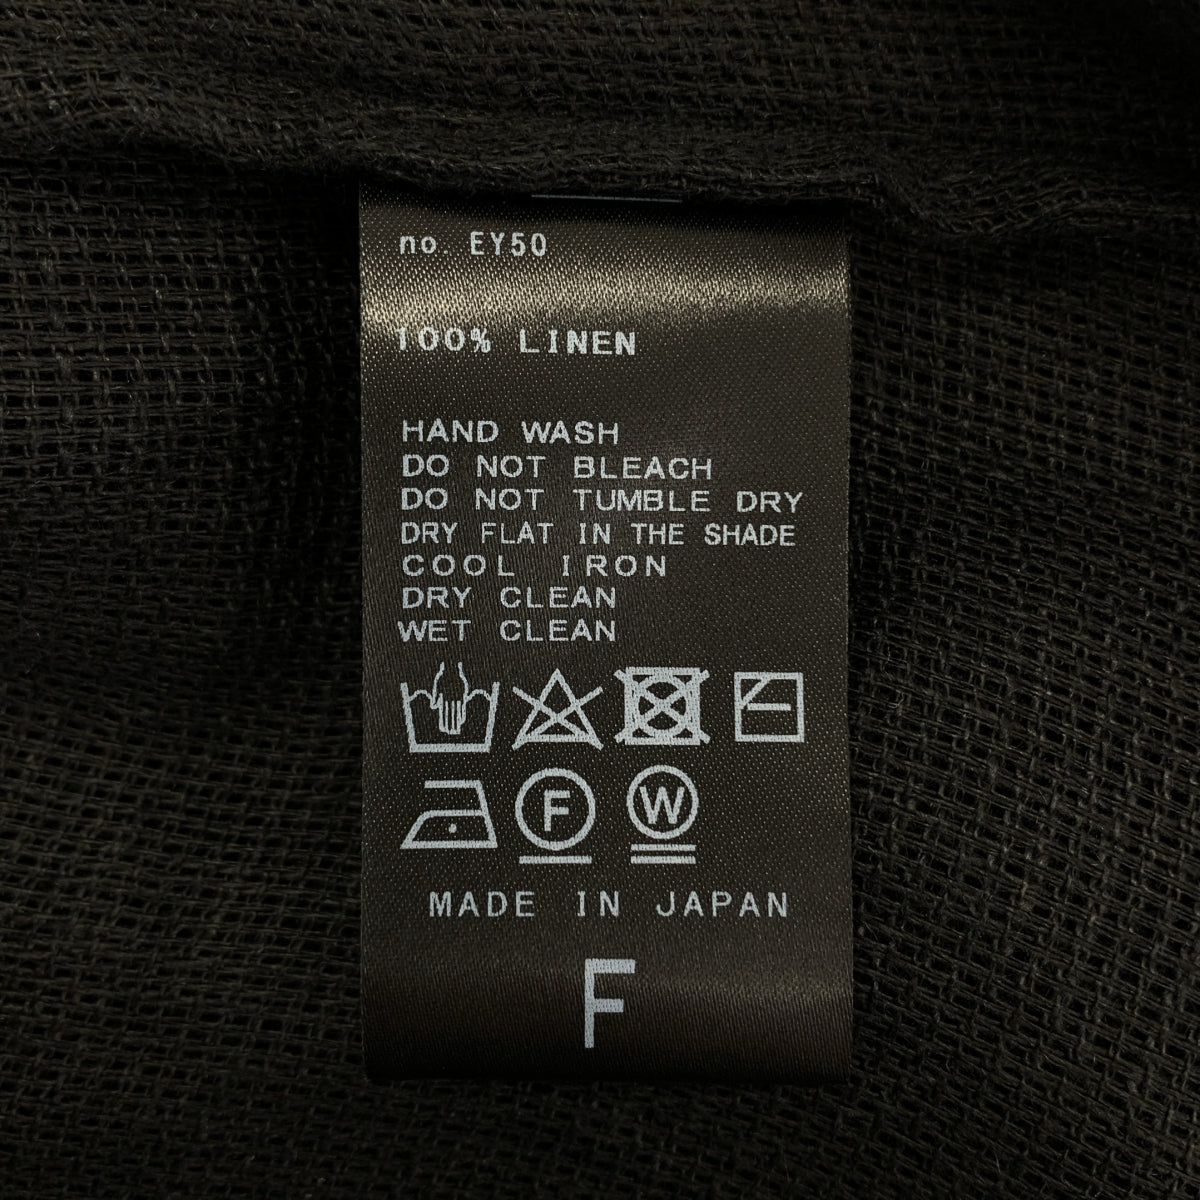 no. EY50
100% LINEN
HAND WASH
DO NOT BLEACH
DO NOT TUMBLE DRY
DRY FLAT IN THE SHADE
COOL IRON
DRY CLEAN
WET CLEAN
F W
MADE IN JAPAN
F